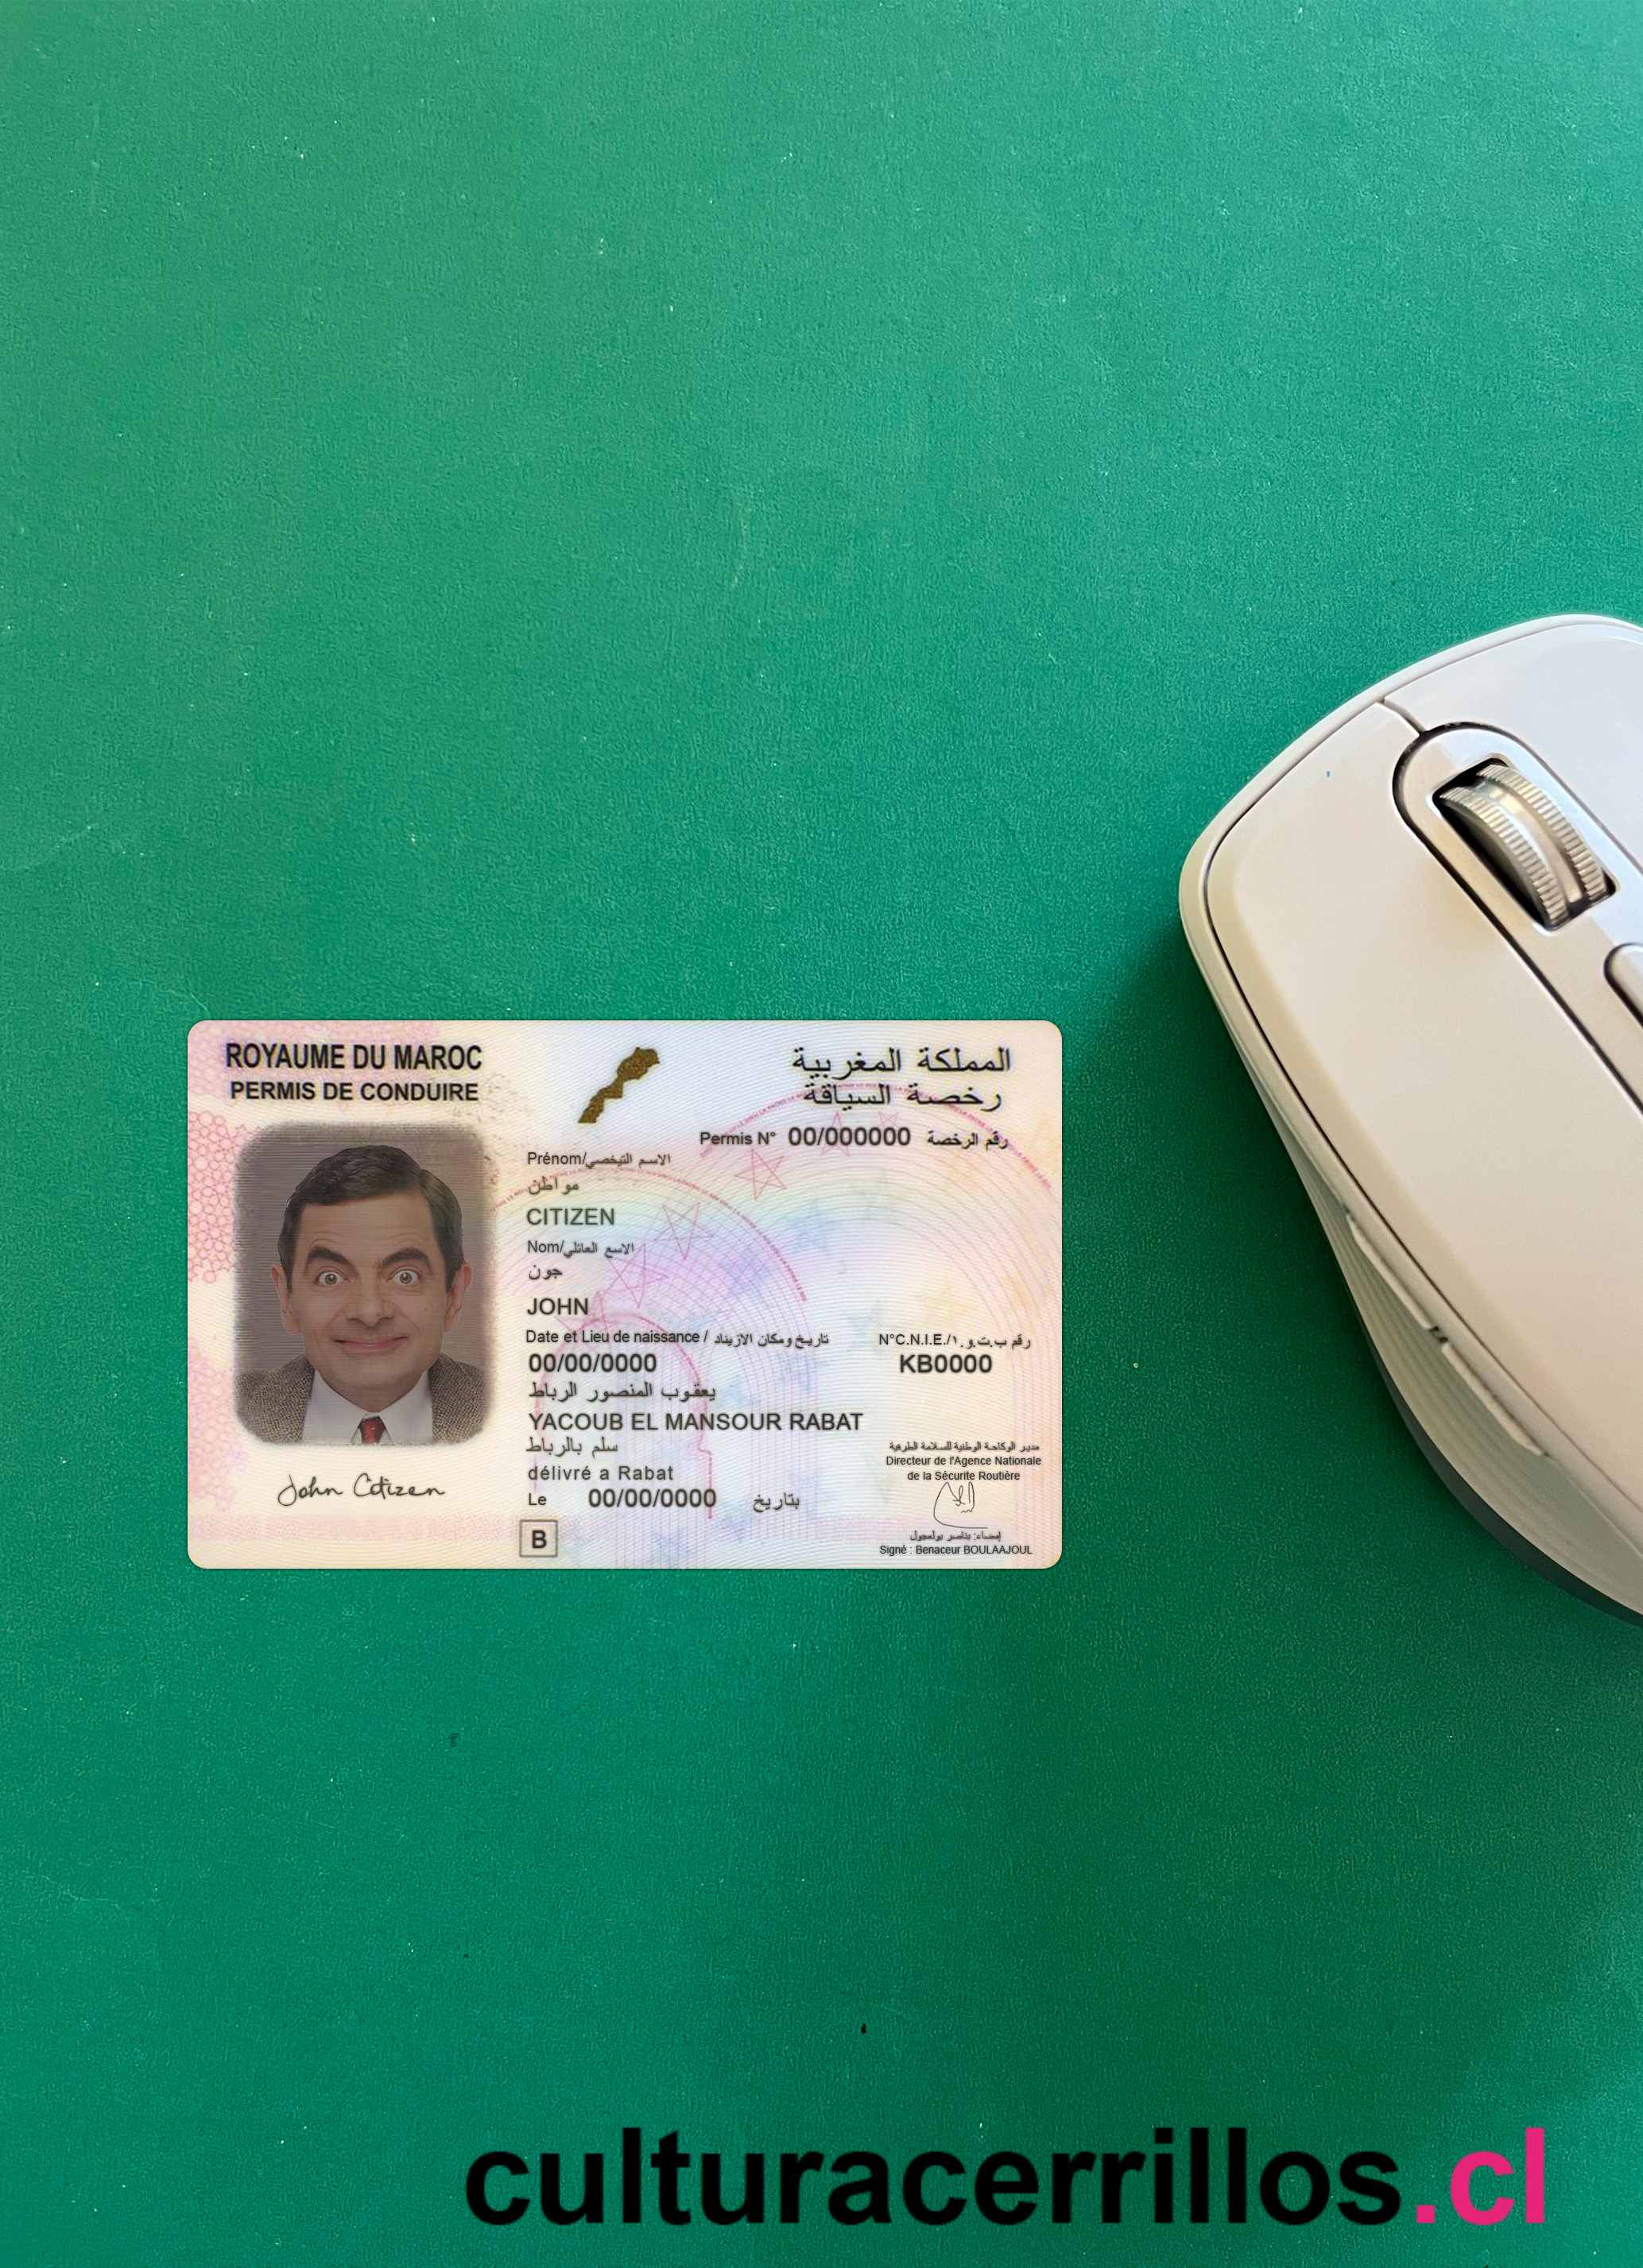 ROYAUME DU MAROC
المملكة المغربية
PERMIS DE CONDUIRE
رخصة السياقة
Permis N° 00/000000 رقم الرخصة
Prénom/الاسم
مواطن
CITIZEN
Nom/الاسم العائلي
جون
JOHN
Date et Lieu de naissance / تاريخ ومكان
N°C.N.I.E./رقم ب.ت.و.١
00/00/0000
KB0000
يعقوب المنصور الرباط
YACOUB EL MANSOUR RABAT
سلم بالرباط
délivré a Rabat
Le 00/00/0000 بتاريخ
B
مدير الوكالة الوطنية للسلامة الطرقية
Directeur de l'Agence Nationale
de la Sécurite Routière
إمضاء: بناصر بولعجول
Signé : Benaceur BOULAAJOUL
John Citizen
culturacerrillos.cl